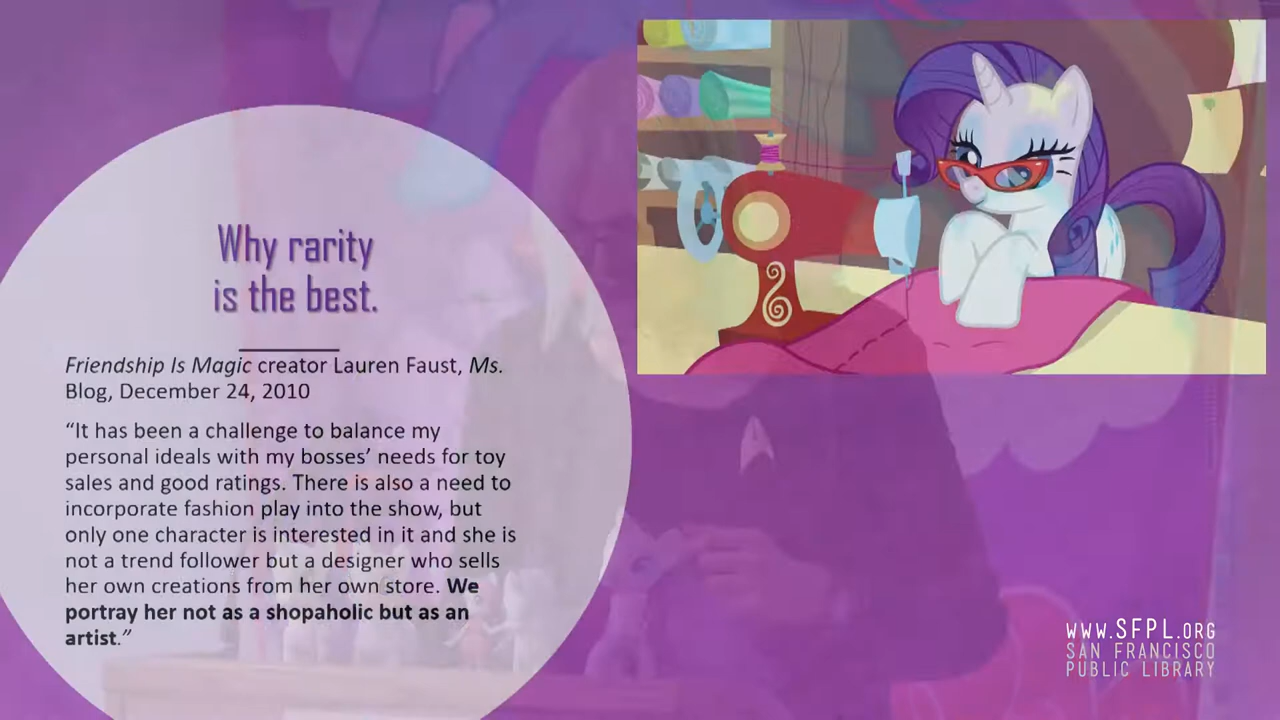 Why rarity
is the best.
Friendship Is Magic creator Lauren Faust, Ms.
Blog, December 24, 2010
“It has been a challenge to balance my
personal ideals with my bosses’ needs for toy
sales and good ratings. There is also a need to
incorporate fashion play into the show, but
only one character is interested in it and she is
not a trend follower but a designer who sells
her own creations from her own store. We
portray her not as a shopaholic but as an
artist.”
WWW.SFPL.ORG
SAN FRANCISCO
PUBLIC LIBRARY